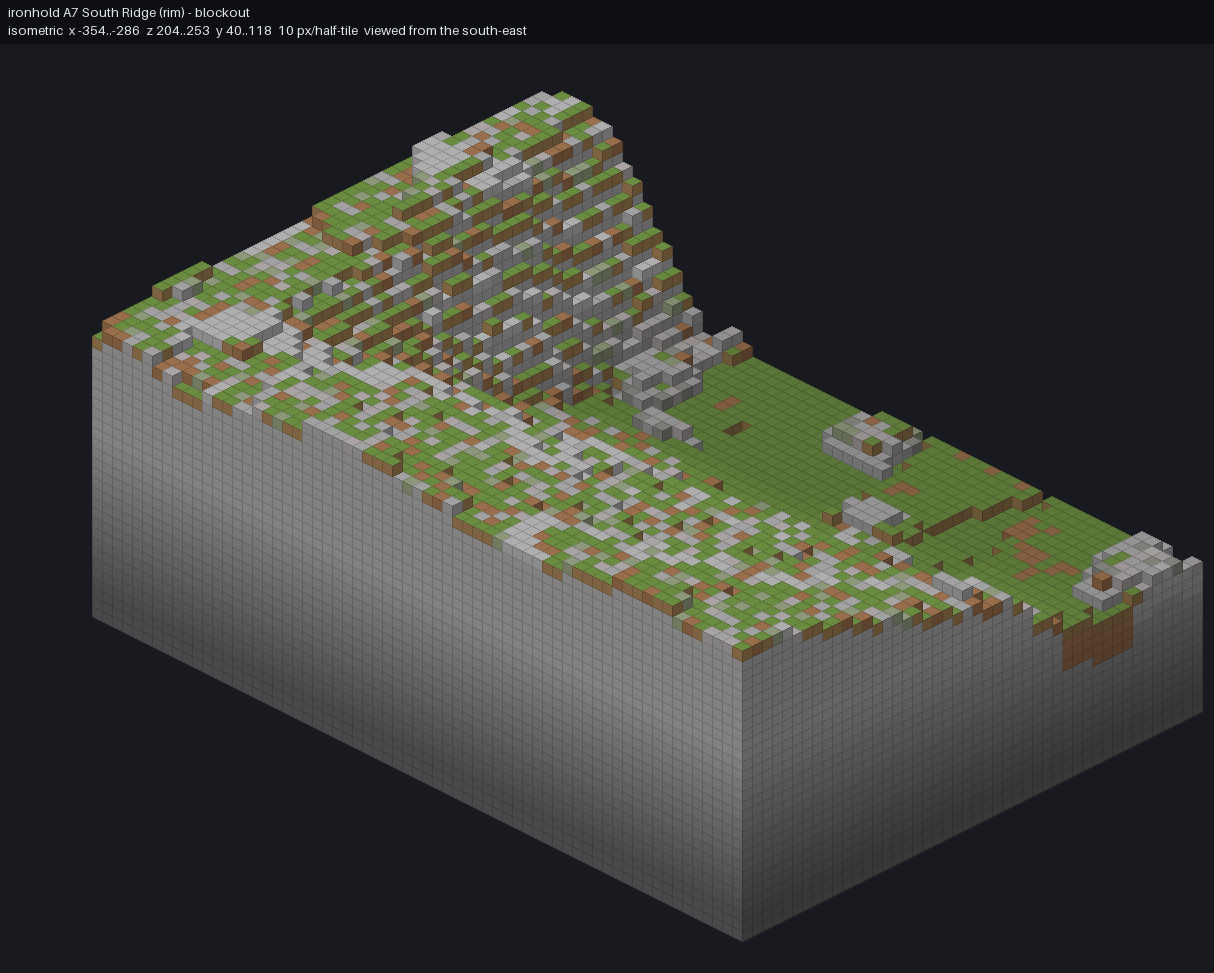 ironhold A7 South Ridge (rim) - blockout
isometric  x -354..-286  z 204..253  y 40..118  10 px/half-tile  viewed from the south-east